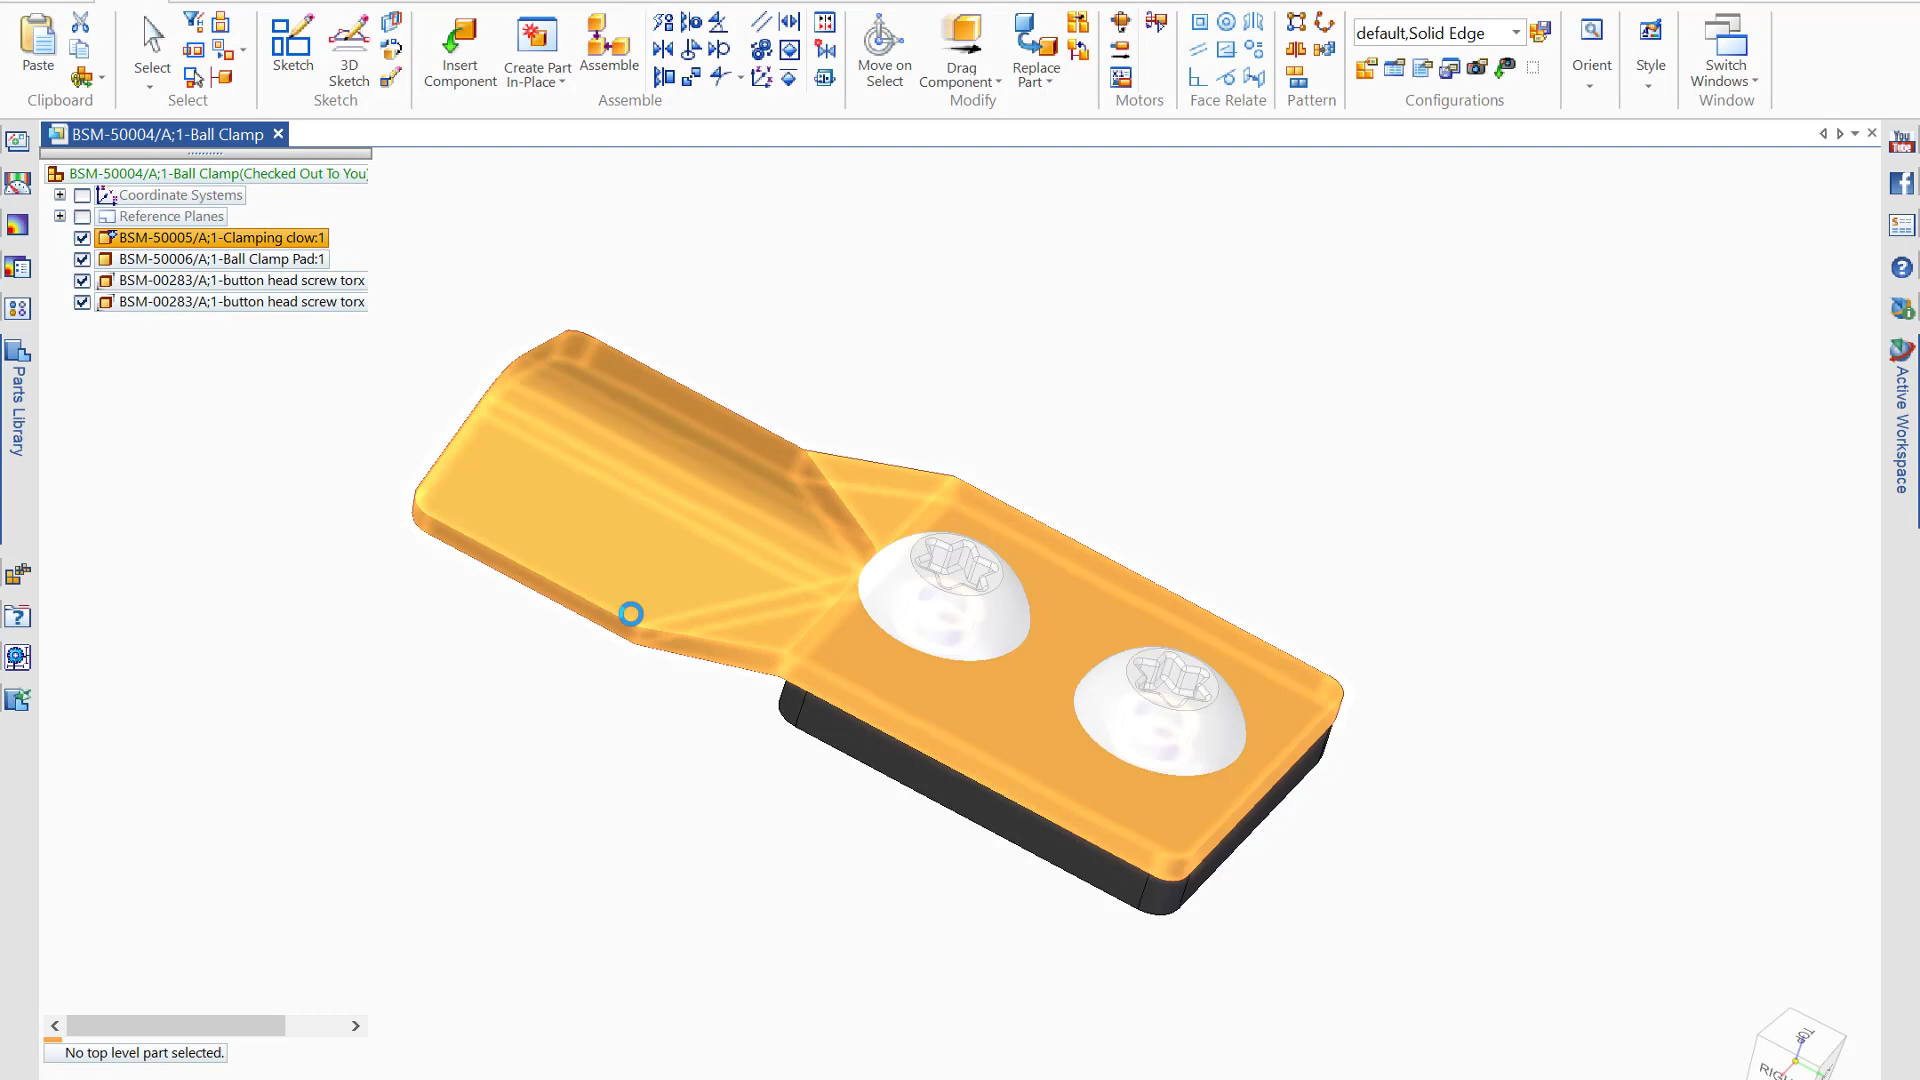 Paste
Clipboard
Select
Select
Sketch
3D
Sketch
Sketch
Insert
Component
Create Part
In-Place
Assemble
Assemble
Move on
Select
Drag
Component
Replace
Part
Modify
Motors
Face Relate
Pattern
default,Solid Edge
Configurations
Orient
Style
Switch
Windows
Window
BSM-50004/A;1-Ball Clamp
BSM-50004/A;1-Ball Clamp(Checked Out To You)
Coordinate Systems
Reference Planes
BSM-50005/A;1-Clamping clow:1
BSM-50006/A;1-Ball Clamp Pad:1
BSM-00283/A;1-button head screw torx
BSM-00283/A;1-button head screw torx
Parts Library
You
Tube
Active Workspace
No top level part selected.
TOP
RIGH